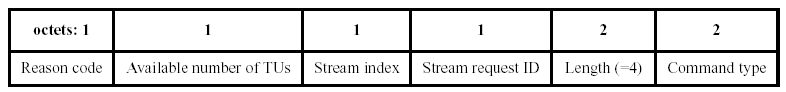 octets: 1 1 1 1 2 2
Reason code Available number of TUs Stream index Stream request ID Length (=4) Command type